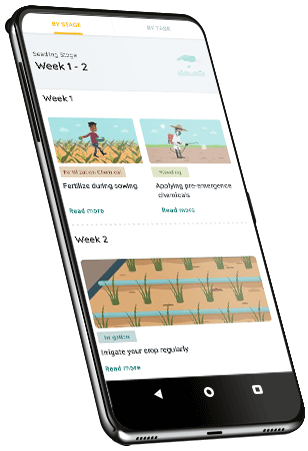 BY STAGE
BY TASK
Seeding Stage
Week 1 - 2
Week 1
Fertilization Chemical
Weeding
Fertilize during sowing
Applying pre-emergence
chemicals
Read more
Read more
Week 2
Irrigation
Irrigate your crop regularly
Read more